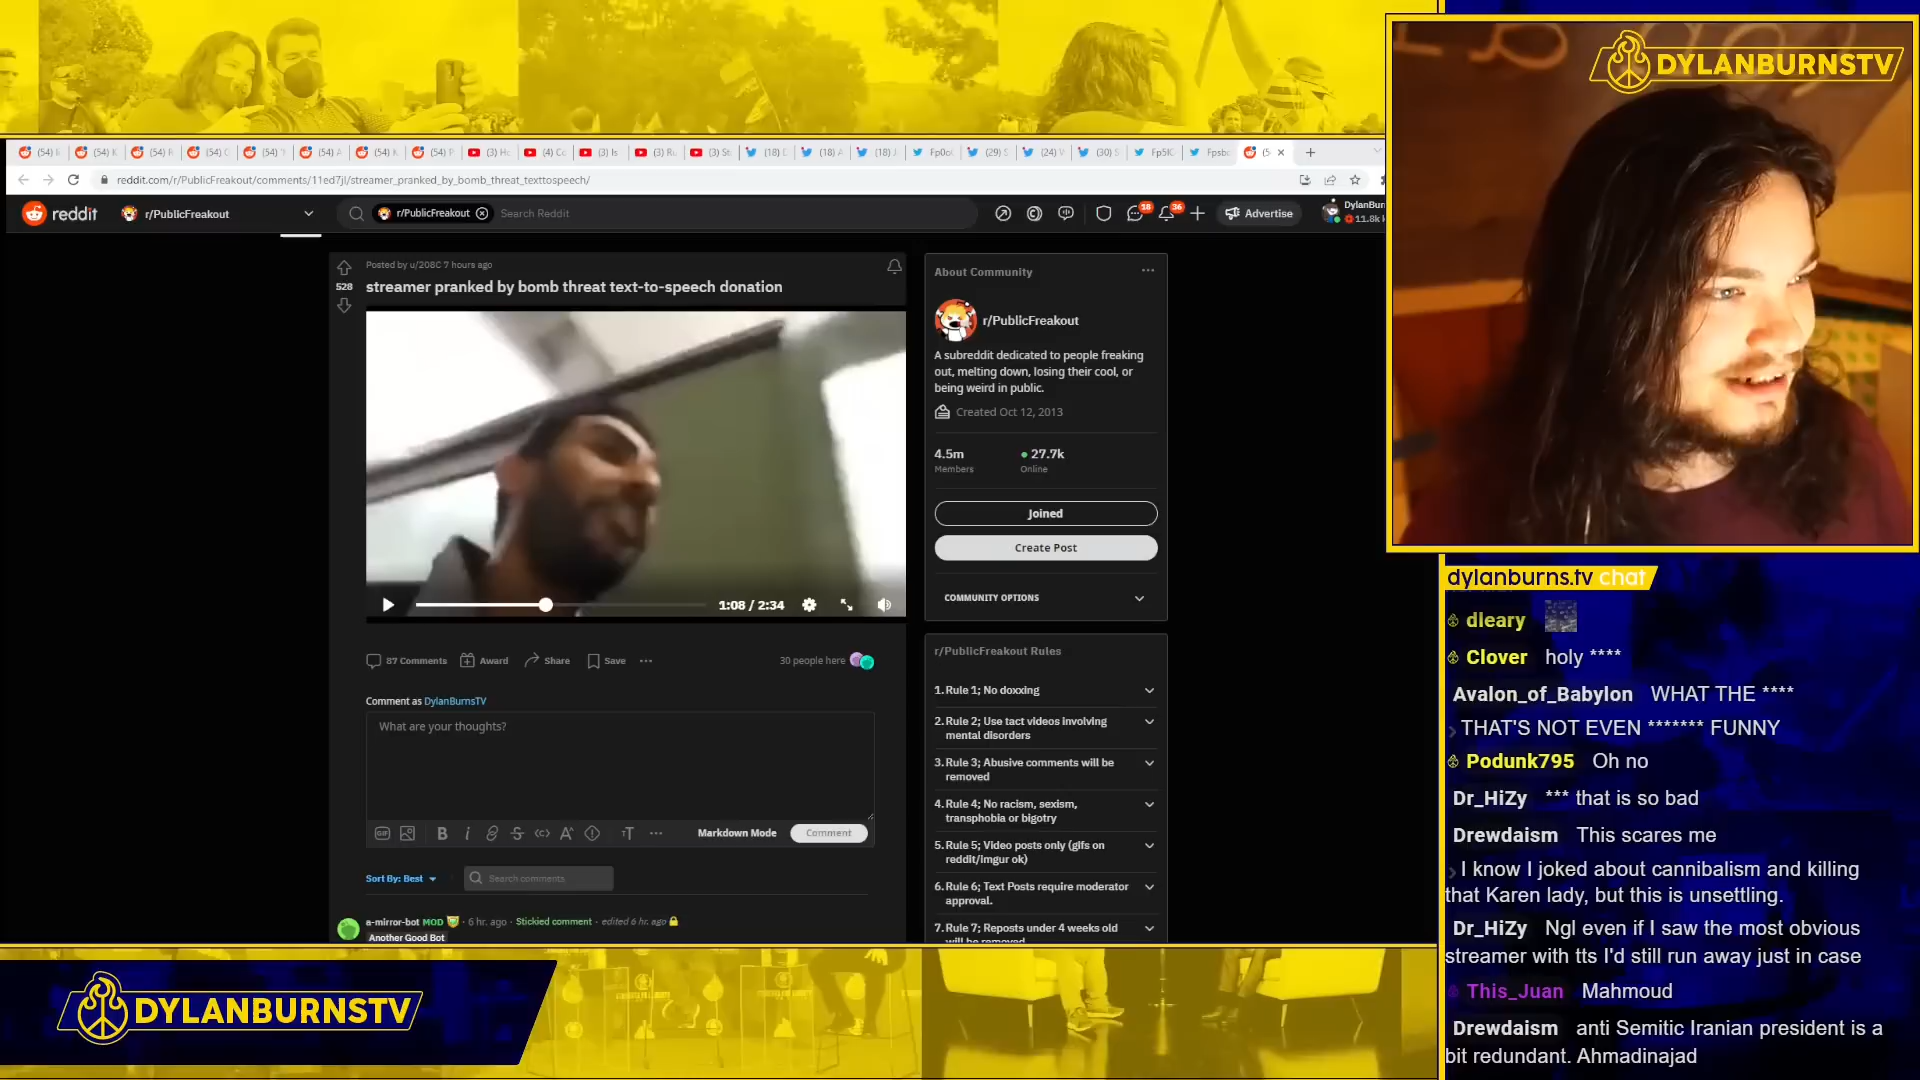 DYLANBURNSTV
reddit.com/r/PublicFreakout/comments/11ed7jl/streamer_pranked_by_bomb_threat_texttospeech/
reddit
r/PublicFreakout
r/PublicFreakout
Search Reddit
18
36
Advertise
DylanBur
11.8k
Posted by u/208C 7 hours ago
528
streamer pranked by bomb threat text-to-speech donation
1:08 / 2:34
87 Comments
Award
Share
Save
30 people here
Comment as DylanBurnsTV
What are your thoughts?
Markdown Mode
Comment
Sort By: Best
Search comments
a-mirror-bot MOD · 6 hr. ago · Stickied comment · edited 6 hr. ago
Another Good Bot
About Community
r/PublicFreakout
A subreddit dedicated to people freaking
out, melting down, losing their cool, or
being weird in public.
Created Oct 12, 2013
4.5m
Members
27.7k
Online
Joined
Create Post
COMMUNITY OPTIONS
r/PublicFreakout Rules
1. Rule 1; No doxxing
2. Rule 2; Use tact videos involving
mental disorders
3. Rule 3; Abusive comments will be
removed
4. Rule 4; No racism, sexism,
transphobia or bigotry
5. Rule 5; Video posts only (gifs on
reddit/imgur ok)
6. Rule 6; Text Posts require moderator
approval.
7. Rule 7; Reposts under 4 weeks old
will be removed
dylanburns.tv chat
dleary
Clover holy ****
Avalon_of_Babylon WHAT THE ****
THAT'S NOT EVEN ******* FUNNY
Podunk795 Oh no
Dr_HiZy *** that is so bad
Drewdaism This scares me
I know I joked about cannibalism and killing
that Karen lady, but this is unsettling.
Dr_HiZy Ngl even if I saw the most obvious
streamer with tts I'd still run away just in case
This_Juan Mahmoud
Drewdaism anti Semitic Iranian president is a
bit redundant. Ahmadinajad
DYLANBURNSTV